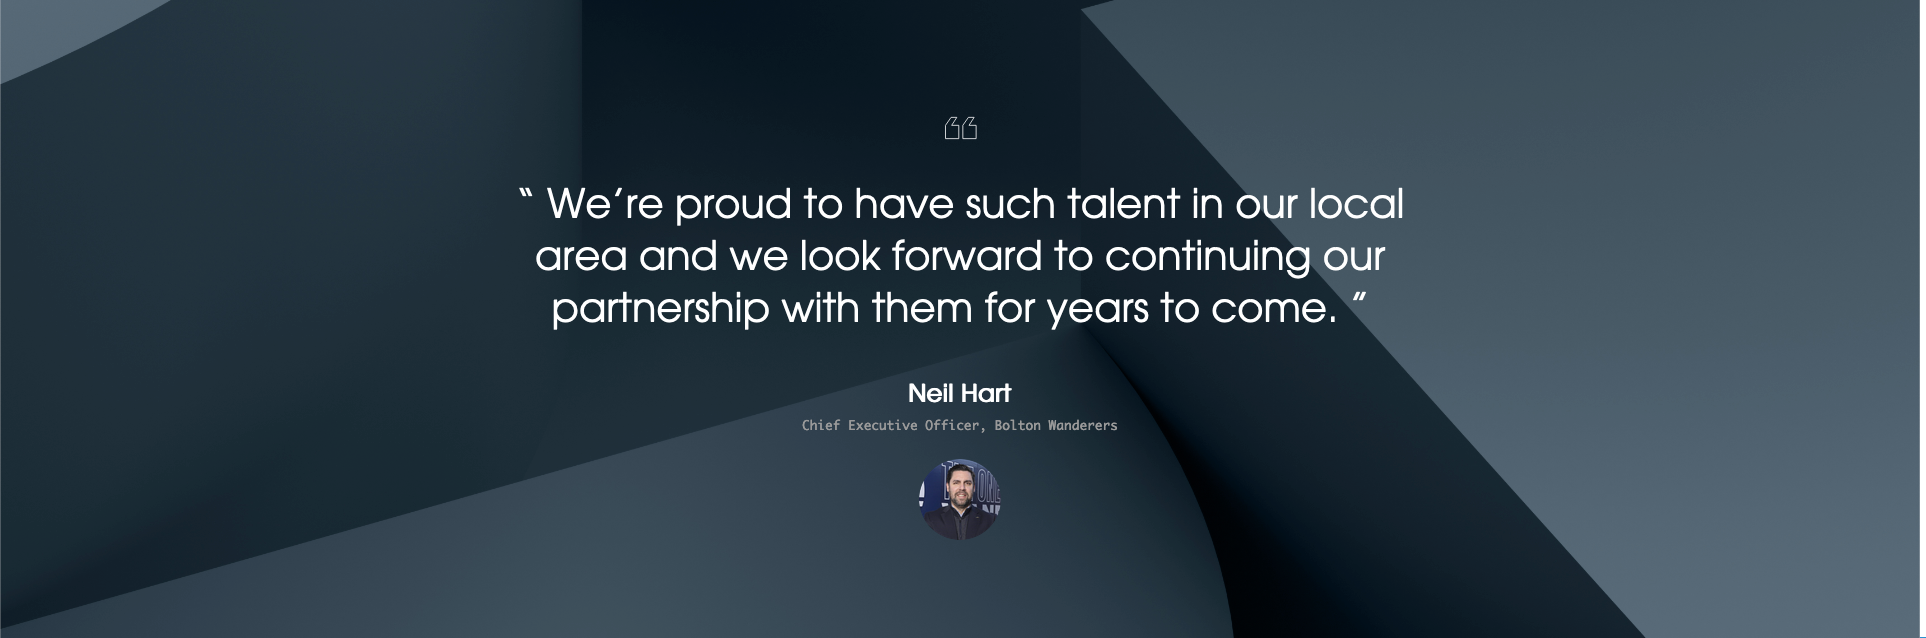 “
“ We’re proud to have such talent in our local
area and we look forward to continuing our
partnership with them for years to come. ”
Neil Hart
Chief Executive Officer, Bolton Wanderers